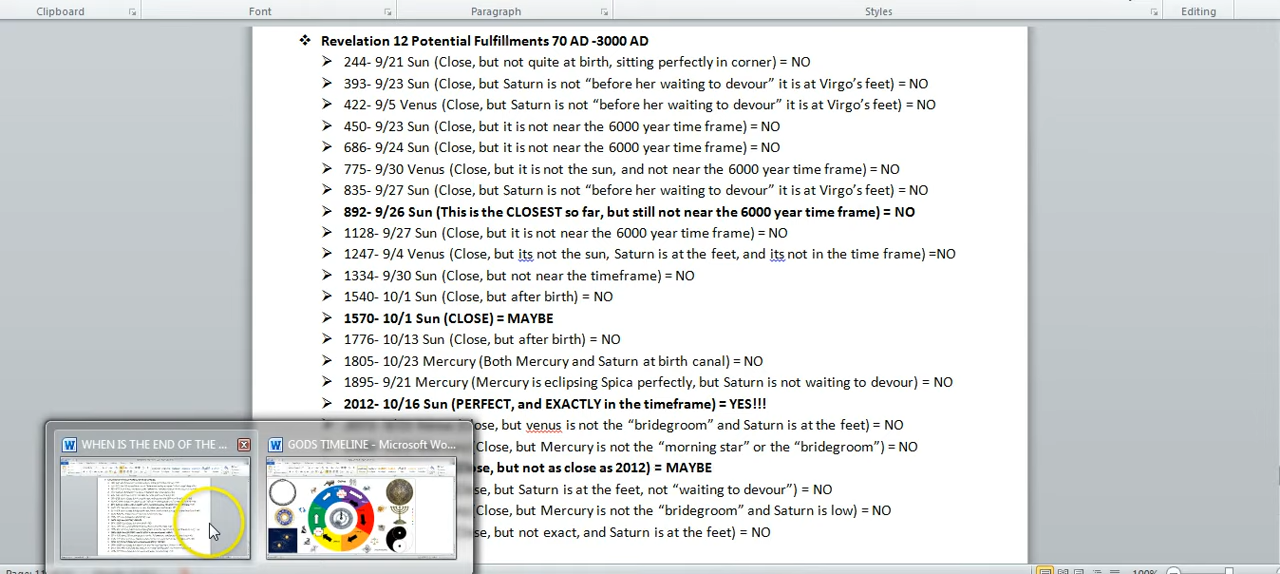 Clipboard
Font
Paragraph
Styles
Editing
❖ Revelation 12 Potential Fulfillments 70 AD -3000 AD
➢ 244- 9/21 Sun (Close, but not quite at birth, sitting perfectly in corner) = NO
➢ 393- 9/23 Sun (Close, but Saturn is not “before her waiting to devour” it is at Virgo’s feet) = NO
➢ 422- 9/5 Venus (Close, but Saturn is not “before her waiting to devour” it is at Virgo’s feet) = NO
➢ 450- 9/23 Sun (Close, but it is not near the 6000 year time frame) = NO
➢ 686- 9/24 Sun (Close, but it is not near the 6000 year time frame) = NO
➢ 775- 9/30 Venus (Close, but it is not the sun, and not near the 6000 year time frame) = NO
➢ 835- 9/27 Sun (Close, but Saturn is not “before her waiting to devour” it is at Virgo’s feet) = NO
➢ 892- 9/26 Sun (This is the CLOSEST so far, but still not near the 6000 year time frame) = NO
➢ 1128- 9/27 Sun (Close, but it is not near the 6000 year time frame) = NO
➢ 1247- 9/4 Venus (Close, but its not the sun, Saturn is at the feet, and its not in the time frame) =NO
➢ 1334- 9/30 Sun (Close, but not near the timeframe) = NO
➢ 1540- 10/1 Sun (Close, but after birth) = NO
➢ 1570- 10/1 Sun (CLOSE) = MAYBE
➢ 1776- 10/13 Sun (Close, but after birth) = NO
➢ 1805- 10/23 Mercury (Both Mercury and Saturn at birth canal) = NO
➢ 1895- 9/21 Mercury (Mercury is eclipsing Spica perfectly, but Saturn is not waiting to devour) = NO
➢ 2012- 10/16 Sun (PERFECT, and EXACTLY in the timeframe) = YES!!!
se, but venus is not the “bridegroom” and Saturn is at the feet) = NO
Close, but Mercury is not the “morning star” or the “bridegroom”) = NO
ose, but not as close as 2012) = MAYBE
se, but Saturn is at her feet, not “waiting to devour”) = NO
se, but Mercury is not the “bridegroom” and Saturn is low) = NO
se, but not exact, and Saturn is at the feet) = NO
WHEN IS THE END OF THE ...
GODS TIMELINE - Microsoft Wo...
100%